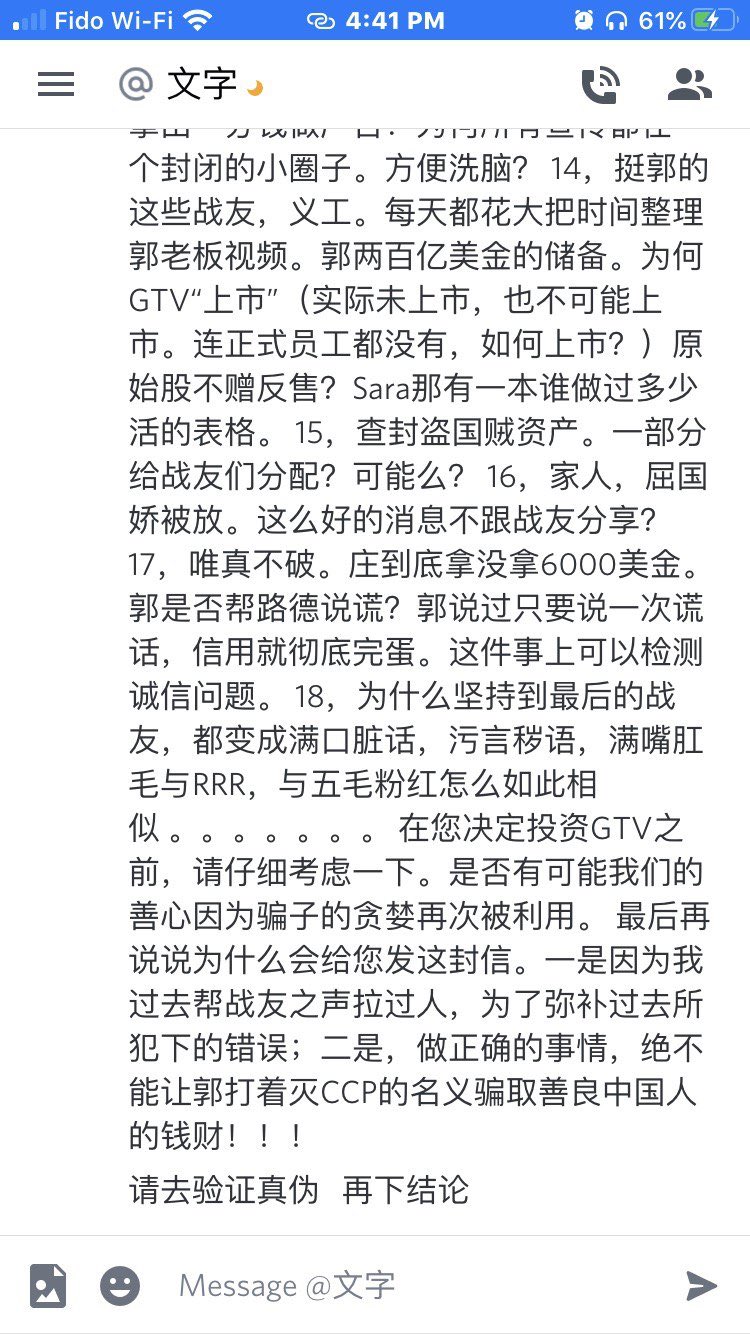 Fido Wi-Fi 4:41 PM 61%
@ 文字
个封闭的小圈子。方便洗脑？ 14，挺郭的
这些战友，义工。每天都花大把时间整理
郭老板视频。郭两百亿美金的储备。为何
GTV“上市”（实际未上市，也不可能上
市。连正式员工都没有，如何上市？）原
始股不赠反售？Sara那有一本谁做过多少
活的表格。 15，查封盗国贼资产。一部分
给战友们分配？可能么？ 16，家人，屈国
娇被放。这么好的消息不跟战友分享？
17，唯真不破。庄到底拿没拿6000美金。
郭是否帮路德说谎？郭说过只要说一次谎
话，信用就彻底完蛋。这件事上可以检测
诚信问题。 18，为什么坚持到最后的战
友，都变成满口脏话，污言秽语，满嘴肛
毛与RRR，与五毛粉红怎么如此相
似 。。。。。。。 在您决定投资GTV之
前，请仔细考虑一下。是否有可能我们的
善心因为骗子的贪婪再次被利用。 最后再
说说为什么会给您发这封信。一是因为我
过去帮战友之声拉过人，为了弥补过去所
犯下的错误；二是，做正确的事情，绝不
能让郭打着灭CCP的名义骗取善良中国人
的钱财！！！
请去验证真伪 再下结论
Message @文字